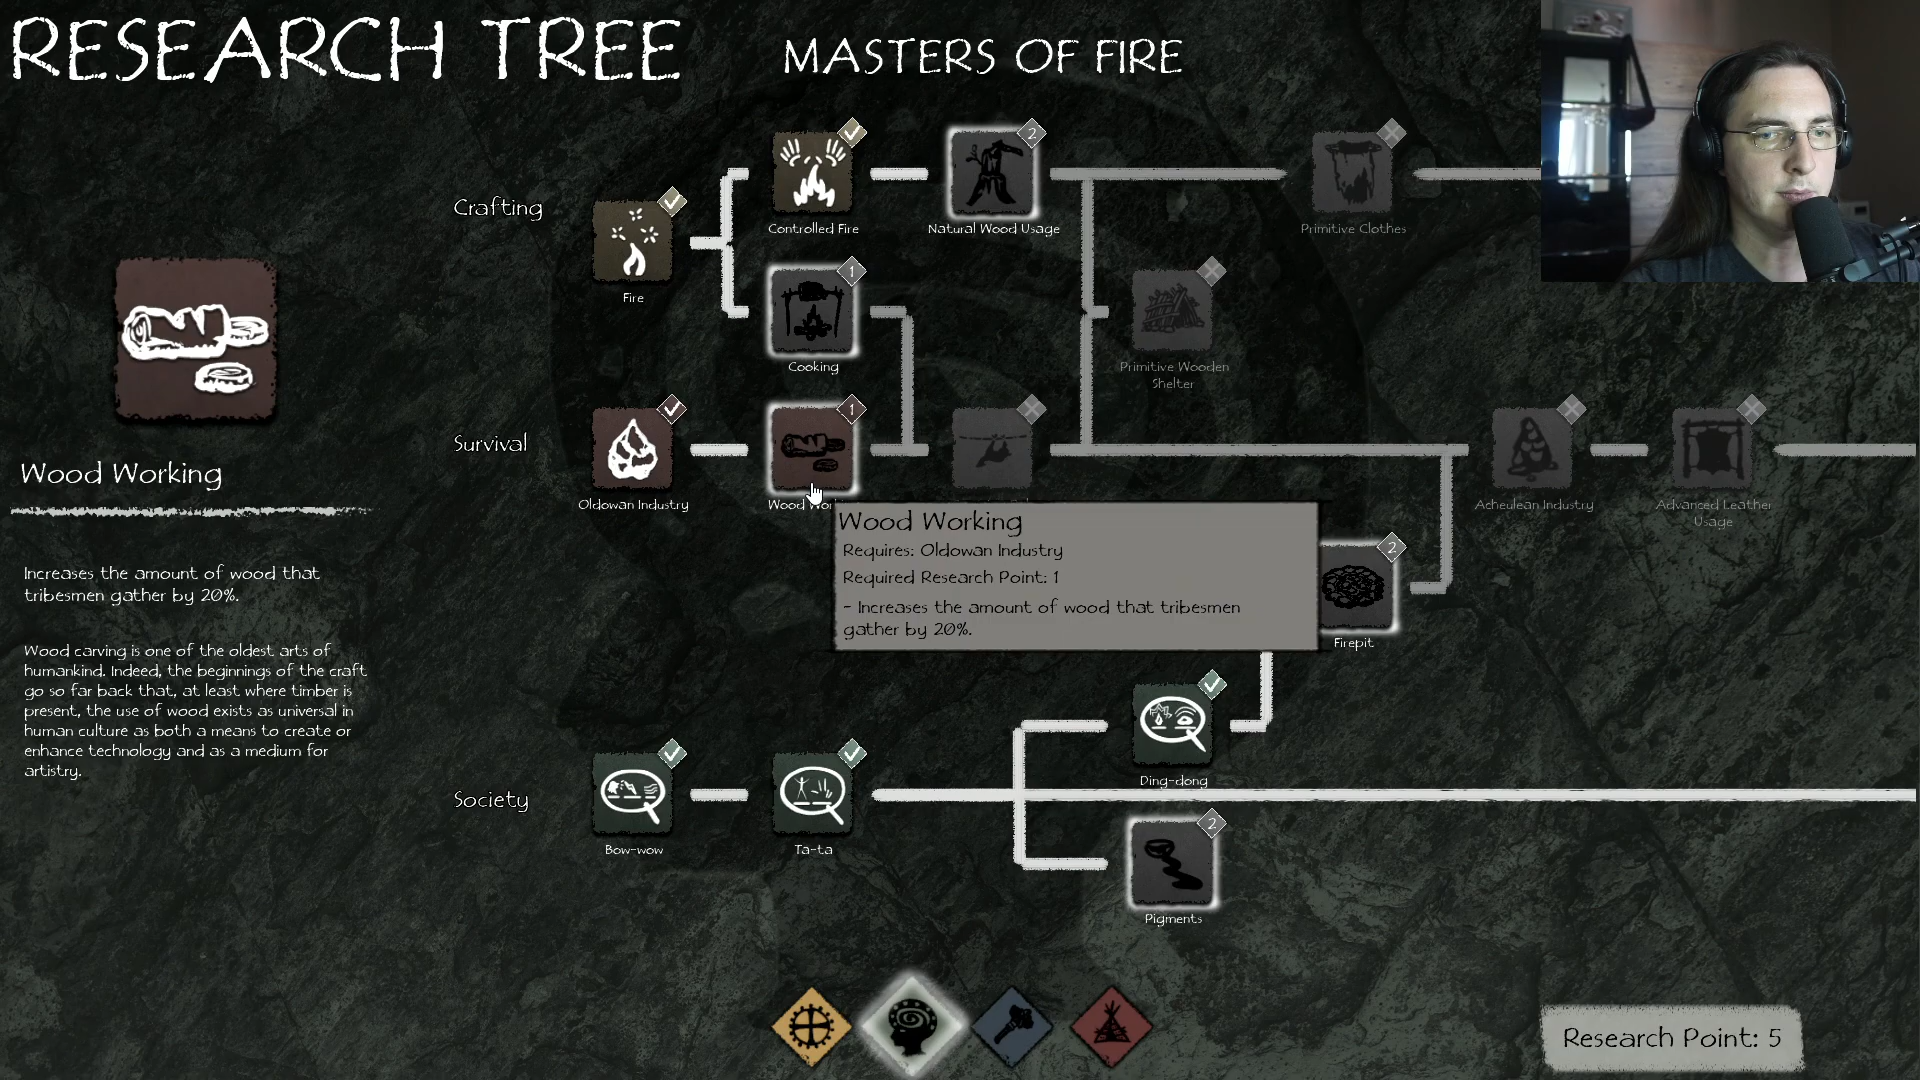 RESEARCH TREE
MASTERS OF FIRE
2
Controlled Fire
Natural Wood Usage
Primitive Clothes
Crafting
Fire
1
Cooking
Primitive Wooden
Shelter
Survival
1
Oldowan Industry
Acheulean Industry
Advanced Leather
Usage
Wood Working
Increases the amount of wood that
tribesmen gather by 20%.
Wood carving is one of the oldest arts of
humankind. Indeed, the beginnings of the craft
go so far back that, at least where timber is
present, the use of wood exists as universal in
human culture as both a means to create or
enhance technology and as a medium for
artistry.
Wood Working
Requires: Oldowan Industry
Required Research Point: 1
- Increases the amount of wood that tribesmen
gather by 20%.
2
Firepit
Ding-dong
Society
Bow-wow
Ta-ta
2
Pigments
Research Point: 5